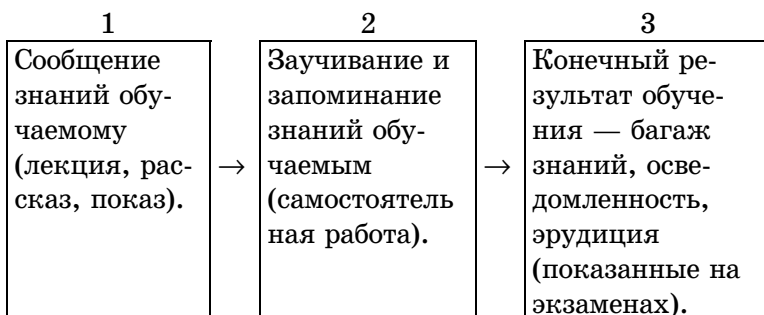 1
Сообщение
знаний обу-
чаемому
(лекция, рас-
сказ, показ).
→
2
Заучивание и
запоминание
знаний обу-
чаемым
(самостоятель
ная работа).
→
3
Конечный ре-
зультат обуче-
ния — багаж
знаний, осве-
домленность,
эрудиция
(показанные на
экзаменах).